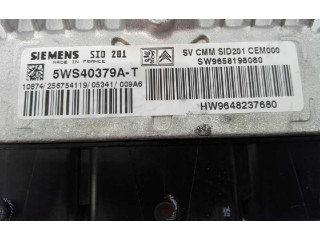 SIEMENS SID 201
MADE IN FRANCE
5WS40379A-T
10874/256754119/05341/009A6
SV CMM SID201 CEM000
SW9658198080
HW9648237680